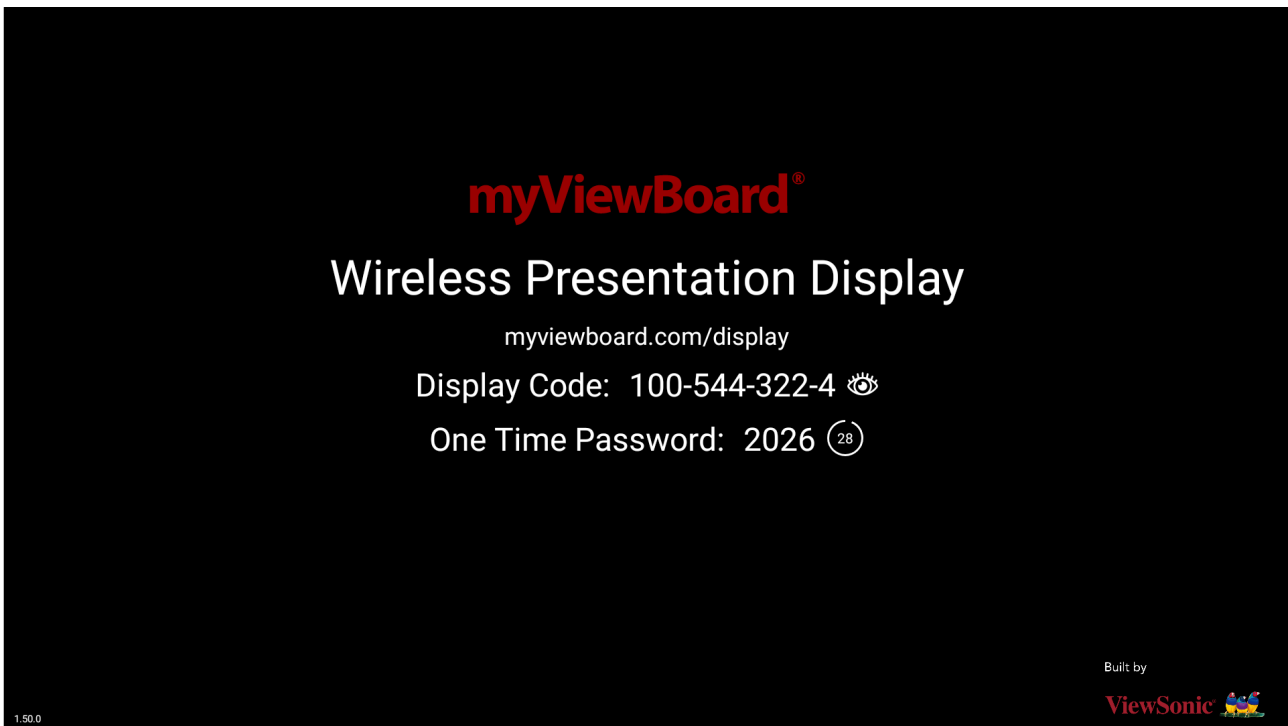 myViewBoard®
Wireless Presentation Display
myviewboard.com/display
Display Code: 100-544-322-4
One Time Password: 2026 28
Built by
ViewSonic®
1.50.0